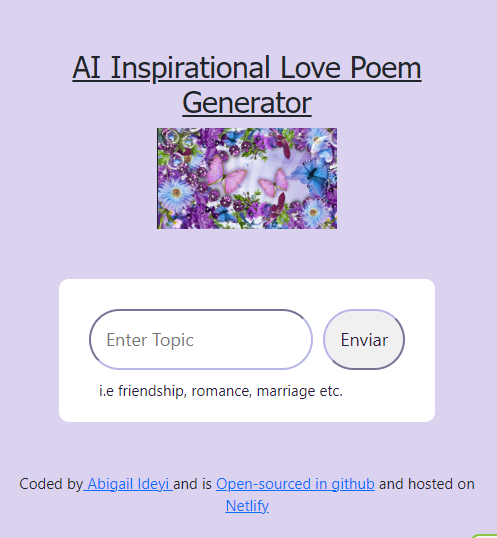 AI Inspirational Love Poem
Generator
Enter Topic
Enviar
i.e friendship, romance, marriage etc.
Coded by Abigail Ideyi and is Open-sourced in github and hosted on
Netlify